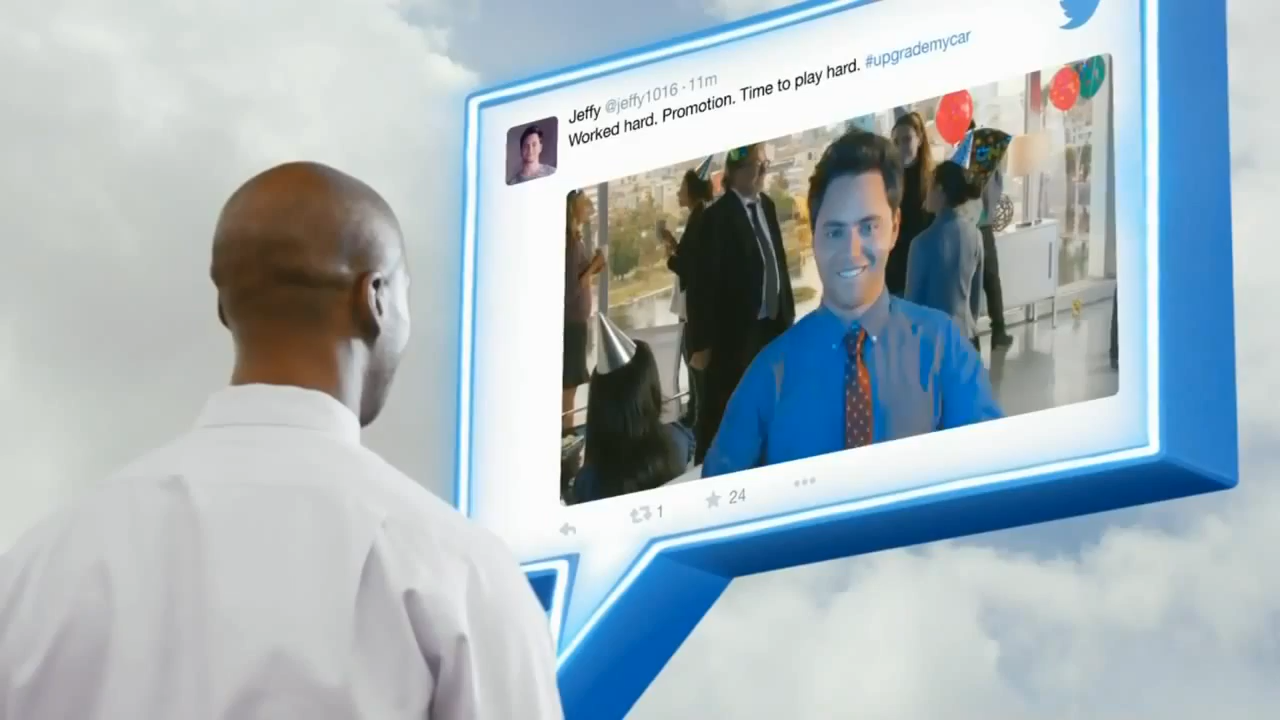 Jeffy @jeffy1016 · 11m
Worked hard. Promotion. Time to play hard. #upgrademycar
1 24